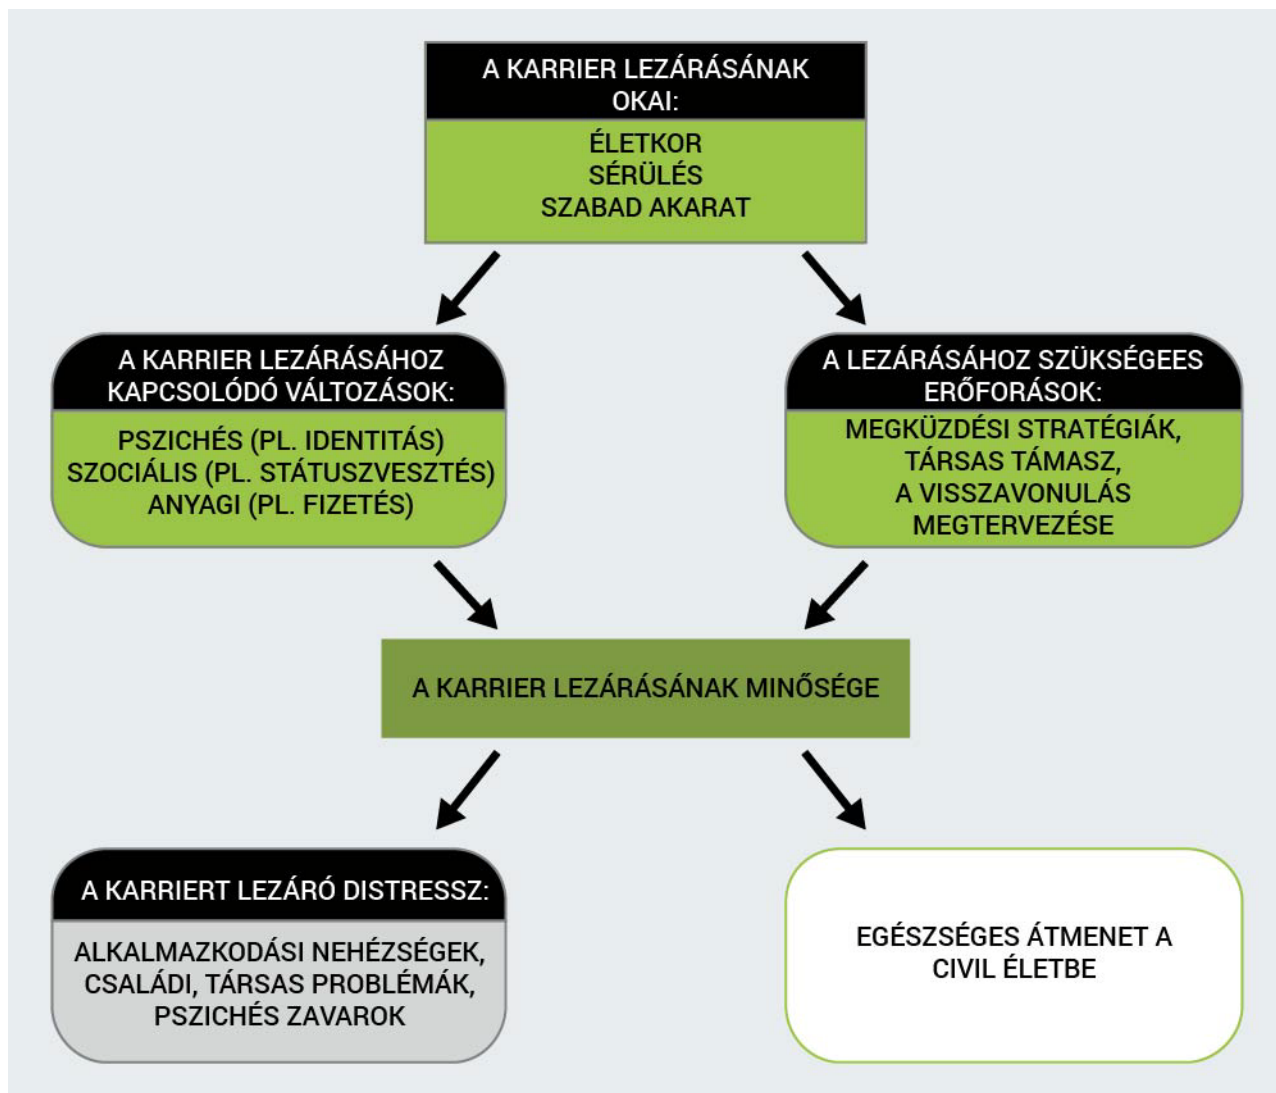 A KARRIER LEZÁRÁSÁNAK
OKAI:
ÉLETKOR
SÉRÜLÉS
SZABAD AKARAT
A KARRIER LEZÁRÁSÁHOZ
KAPCSOLÓDÓ VÁLTOZÁSOK:
PSZICHÉS (PL. IDENTITÁS)
SZOCIÁLIS (PL. STÁTUSZVESZTÉS)
ANYAGI (PL. FIZETÉS)
A LEZÁRÁSÁHOZ SZÜKSÉGEES
ERŐFORÁSOK:
MEGKÜZDÉSI STRATÉGIÁK,
TÁRSAS TÁMASZ,
A VISSZAVONULÁS
MEGTERVEZÉSE
A KARRIER LEZÁRÁSÁNAK MINŐSÉGE
A KARRIERT LEZÁRÓ DISTRESSZ:
ALKALMAZKODÁSI NEHÉZSÉGEK,
CSALÁDI, TÁRSAS PROBLÉMÁK,
PSZICHÉS ZAVAROK
EGÉSZSÉGES ÁTMENET A
CIVIL ÉLETBE